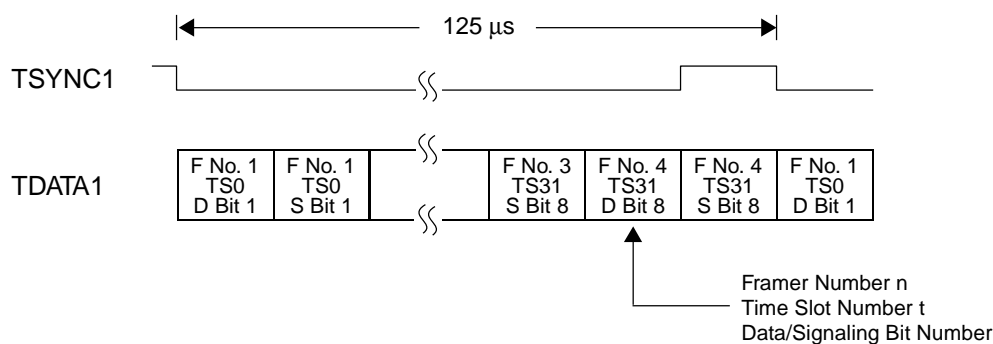 125 μs
TSYNC1
TDATA1
F No. 1
TS0
D Bit 1
F No. 1
TS0
S Bit 1
F No. 3
TS31
S Bit 8
F No. 4
TS31
D Bit 8
F No. 4
TS31
S Bit 8
F No. 1
TS0
D Bit 1
Framer Number n
Time Slot Number t
Data/Signaling Bit Number